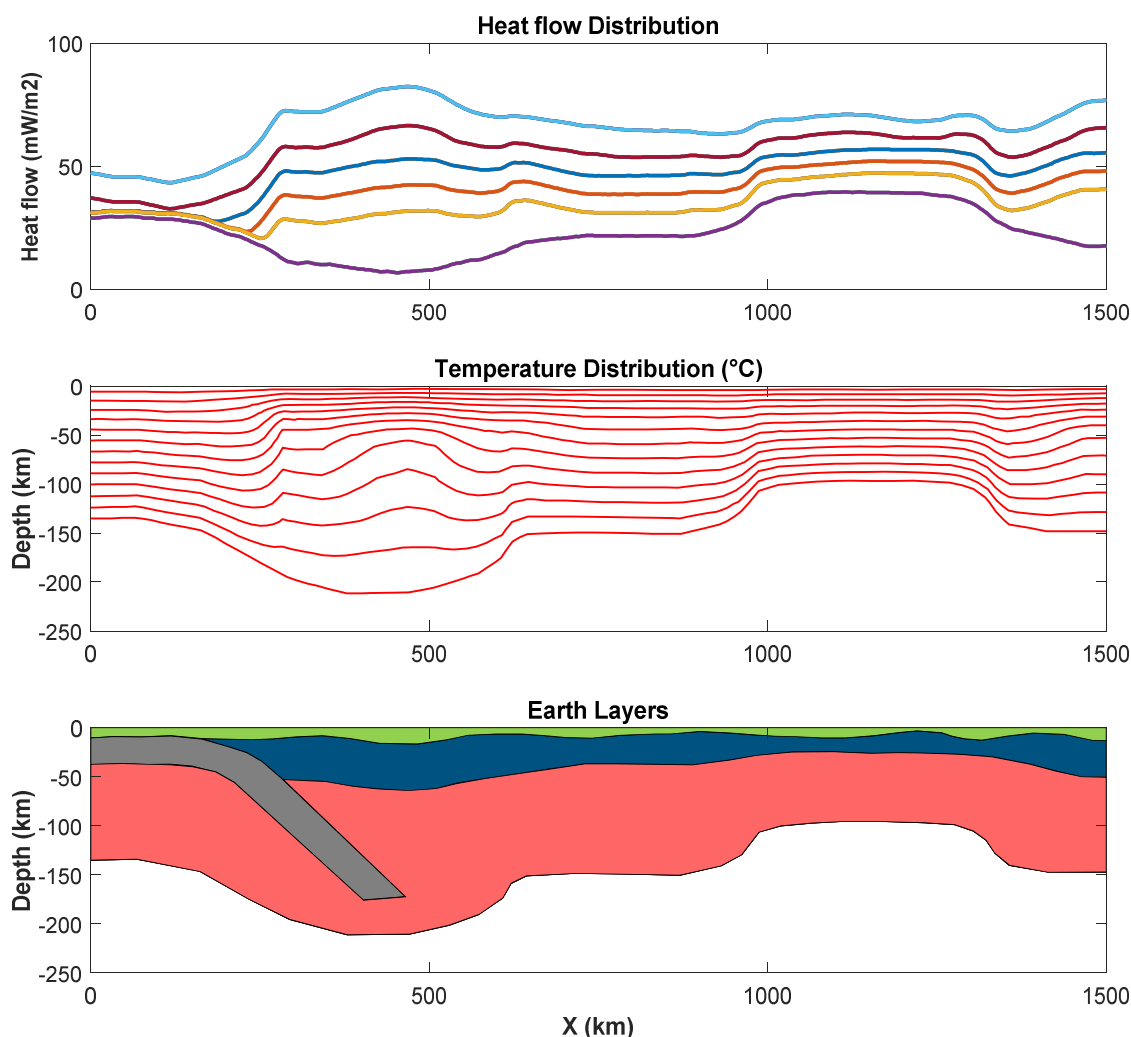 Heat flow Distribution
Heat flow (mW/m2)
100
50
0
0 500 1000 1500
Temperature Distribution (°C)
Depth (km)
0
-50
-100
-150
-200
-250
0 500 1000 1500
Earth Layers
Depth (km)
0
-50
-100
-150
-200
-250
0 500 1000 1500
X (km)